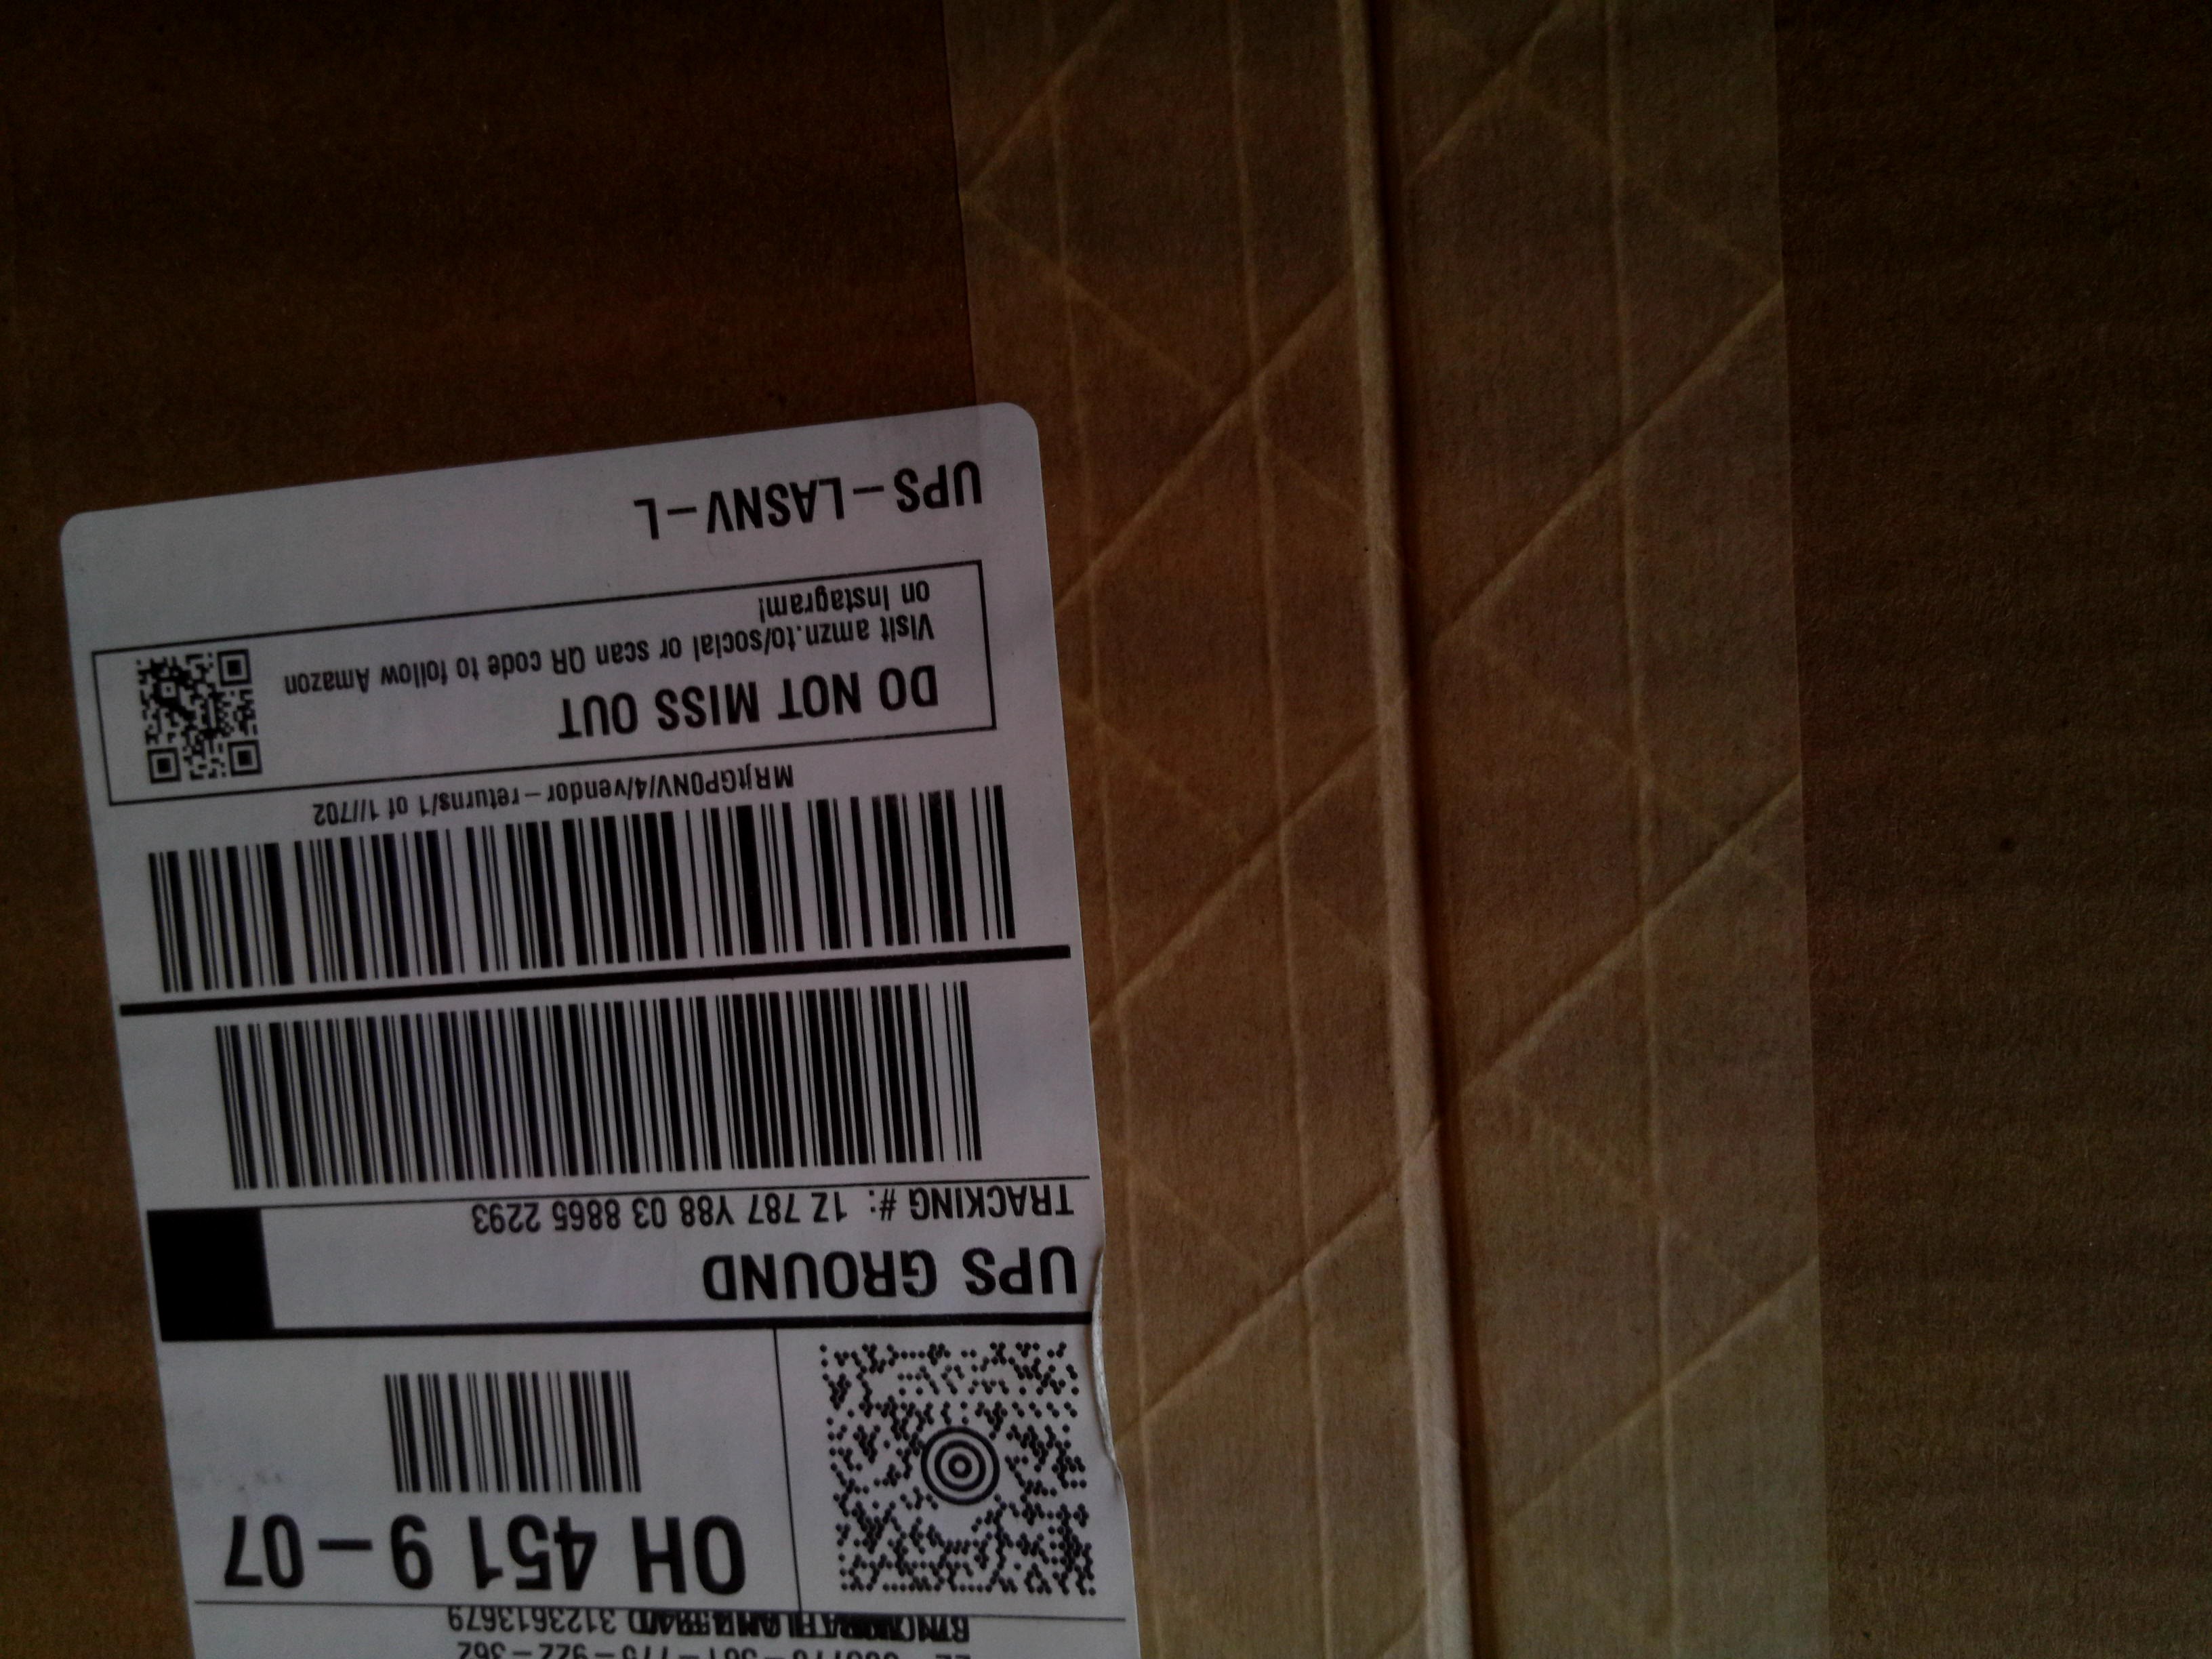 3123613679
OH 451 9-07
UPS GROUND
TRACKING #: 1Z 787 Y88 03 8865 2293
MRjtGP0NV/4/vendor-returns/1 of 1///702
DO NOT MISS OUT
Visit amzn.to/social or scan QR code to follow Amazon
on Instagram!
UPS-LASNV-L